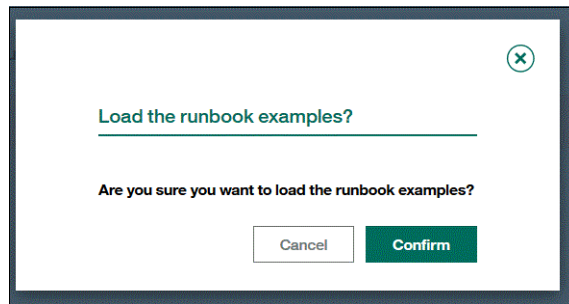 Load the runbook examples?
Are you sure you want to load the runbook examples?
Cancel
Confirm